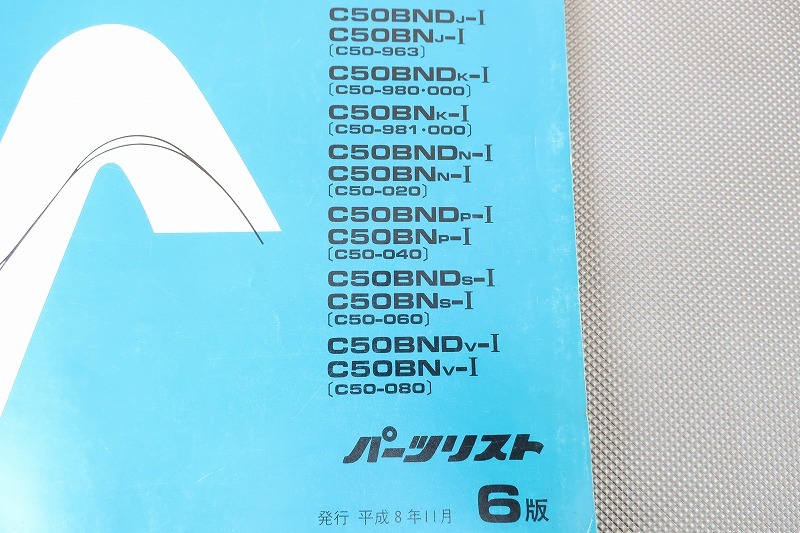 C50BNDJ-I
C50BNJ-I
〔C50-963〕
C50BNDK-I
〔C50-980・000〕
C50BNK-I
〔C50-981・000〕
C50BNDN-I
C50BNN-I
〔C50-020〕
C50BNDP-I
C50BNP-I
〔C50-040〕
C50BNDS-I
C50BNS-I
〔C50-060〕
C50BNDV-I
C50BNV-I
〔C50-080〕
パーツリスト
発行 平成8年11月 6版